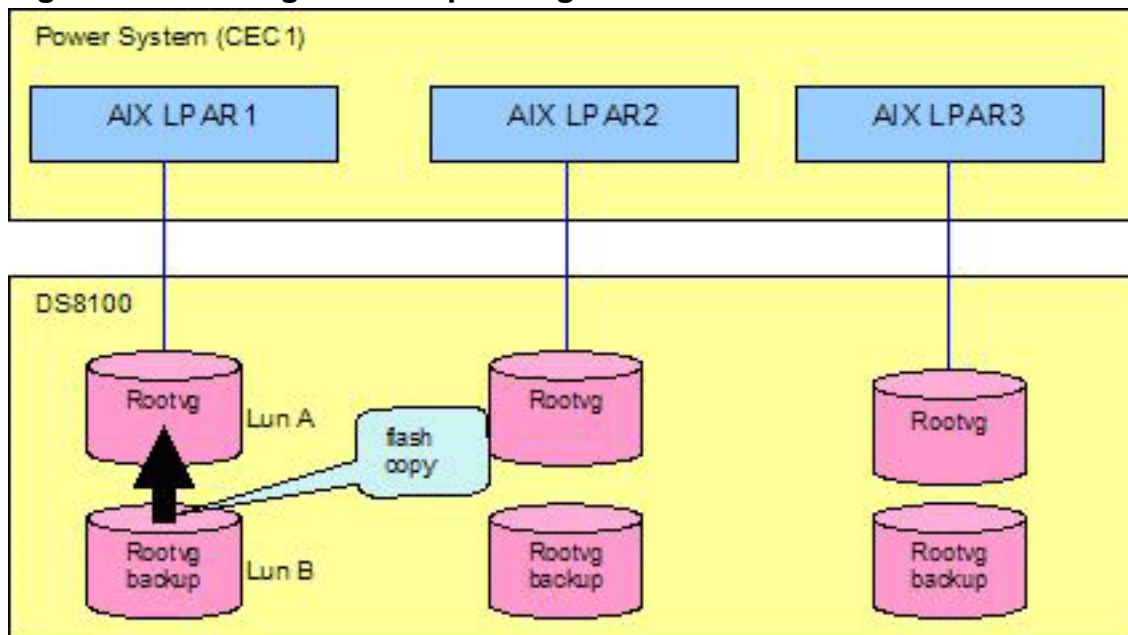 Power System (CEC1)
AIX LPAR1
AIX LPAR2
AIX LPAR3
DS8100
Rootvg
Lun A
flash
copy
Rootvg
Rootvg
Rootvg
backup
Lun B
Rootvg
backup
Rootvg
backup